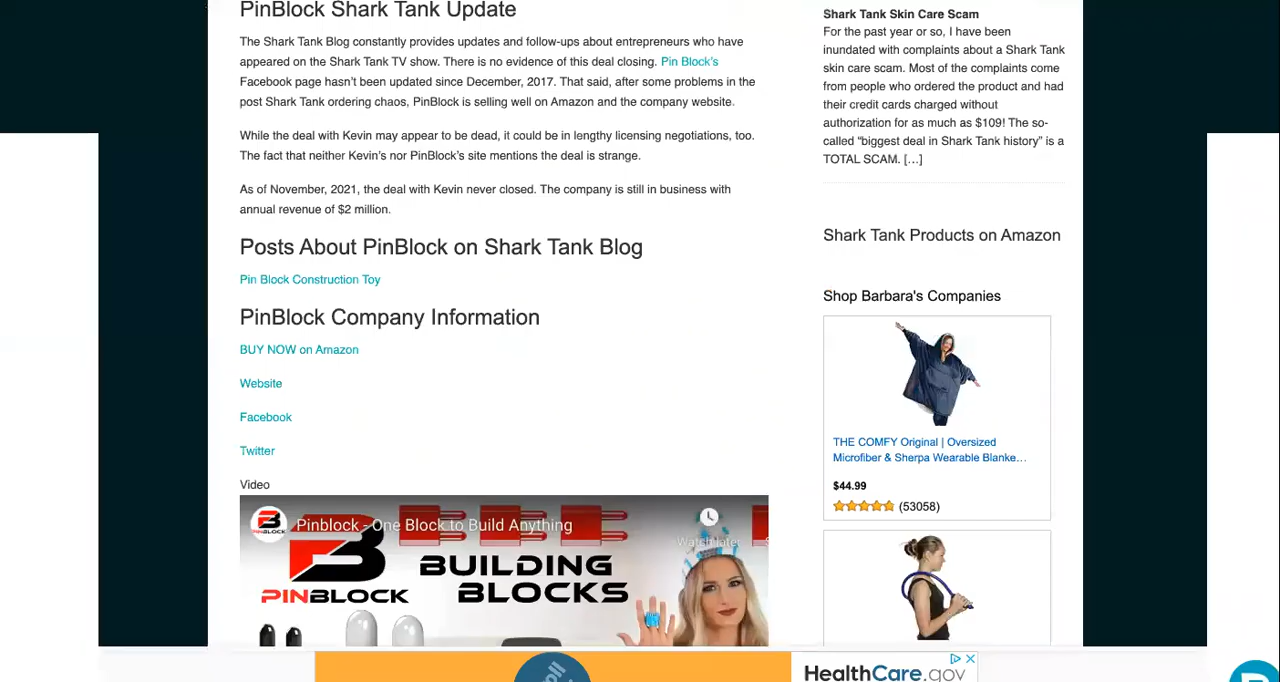 PinBlock Shark Tank Update
The Shark Tank Blog constantly provides updates and follow-ups about entrepreneurs who have
appeared on the Shark Tank TV show. There is no evidence of this deal closing. Pin Block's
Facebook page hasn't been updated since December, 2017. That said, after some problems in the
post Shark Tank ordering chaos, PinBlock is selling well on Amazon and the company website.
While the deal with Kevin may appear to be dead, it could be in lengthy licensing negotiations, too.
The fact that neither Kevin's nor PinBlock's site mentions the deal is strange.
As of November, 2021, the deal with Kevin never closed. The company is still in business with
annual revenue of $2 million.
Posts About PinBlock on Shark Tank Blog
Pin Block Construction Toy
PinBlock Company Information
BUY NOW on Amazon
Website
Facebook
Twitter
Video
Pinblock - One Block to Build Anything
Watch later
PINBLOCK
PINBLOCK
BUILDING
BLOCKS
Shark Tank Skin Care Scam
For the past year or so, I have been
inundated with complaints about a Shark Tank
skin care scam. Most of the complaints come
from people who ordered the product and had
their credit cards charged without
authorization for as much as $109! The so-
called “biggest deal in Shark Tank history” is a
TOTAL SCAM. […]
Shark Tank Products on Amazon
Shop Barbara's Companies
THE COMFY Original | Oversized
Microfiber & Sherpa Wearable Blanke…
$44.99
(53058)
HealthCare.gov